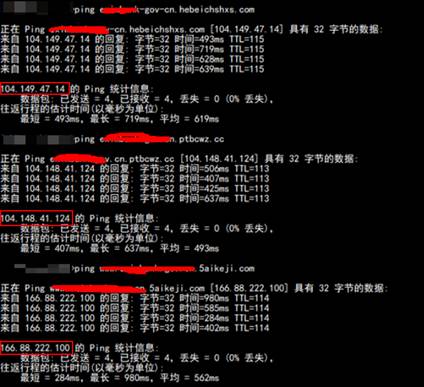 >ping e k-gov-cn.hebeichshxs.com
正在 Ping e .hebeichshxs.com [104.149.47.14] 具有 32 字节的数据:
来自 104.149.47.14 的回复: 字节=32 时间=493ms TTL=115
来自 104.149.47.14 的回复: 字节=32 时间=719ms TTL=115
来自 104.149.47.14 的回复: 字节=32 时间=628ms TTL=115
来自 104.149.47.14 的回复: 字节=32 时间=639ms TTL=115
104.149.47.14 的 Ping 统计信息:
数据包: 已发送 = 4，已接收 = 4，丢失 = 0 (0% 丢失)，
往返行程的估计时间(以毫秒为单位):
最短 = 493ms，最长 = 719ms，平均 = 619ms
>ping e cn.ptbcwz.cc
正在 Ping e v.cn.ptbcwz.cc [104.148.41.124] 具有 32 字节的数据:
来自 104.148.41.124 的回复: 字节=32 时间=506ms TTL=113
来自 104.148.41.124 的回复: 字节=32 时间=407ms TTL=113
来自 104.148.41.124 的回复: 字节=32 时间=425ms TTL=113
来自 104.148.41.124 的回复: 字节=32 时间=637ms TTL=113
104.148.41.124 的 Ping 统计信息:
数据包: 已发送 = 4，已接收 = 4，丢失 = 0 (0% 丢失)，
往返行程的估计时间(以毫秒为单位):
最短 = 407ms，最长 = 637ms，平均 = 493ms
>ping .5aikeji.com
正在 Ping .5aikeji.com [166.88.222.100] 具有 32 字节的数据:
来自 166.88.222.100 的回复: 字节=32 时间=980ms TTL=114
来自 166.88.222.100 的回复: 字节=32 时间=585ms TTL=114
来自 166.88.222.100 的回复: 字节=32 时间=284ms TTL=114
来自 166.88.222.100 的回复: 字节=32 时间=402ms TTL=114
166.88.222.100 的 Ping 统计信息:
数据包: 已发送 = 4，已接收 = 4，丢失 = 0 (0% 丢失)，
往返行程的估计时间(以毫秒为单位):
最短 = 284ms，最长 = 980ms，平均 = 562ms